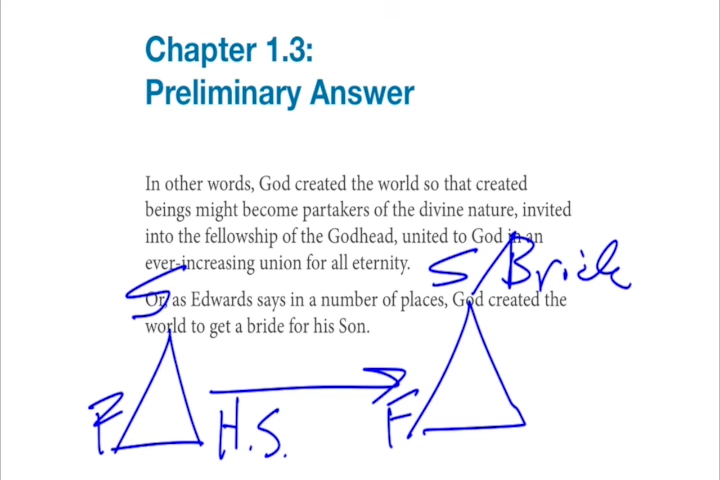 Chapter 1.3:
Preliminary Answer
In other words, God created the world so that created
beings might become partakers of the divine nature, invited
into the fellowship of the Godhead, united to God in an
ever-increasing union for all eternity.
S/Bride
S
Or, as Edwards says in a number of places, God created the
world to get a bride for his Son.
F
H.S.
F